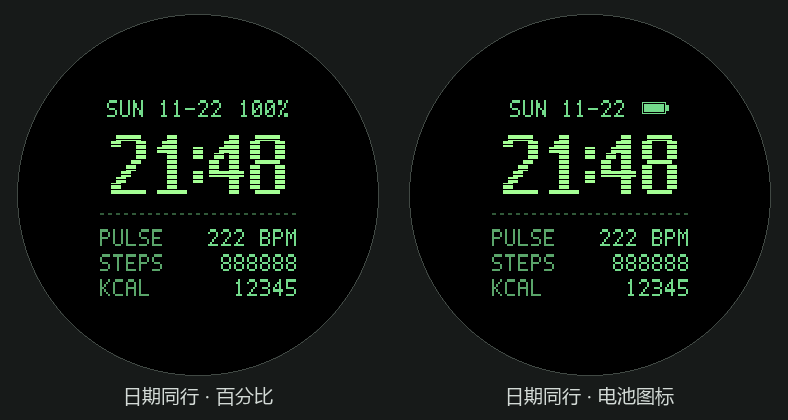 SUN 11-22 100%
21:48
PULSE 222 BPM
STEPS 888888
KCAL 12345
日期同行 · 百分比
SUN 11-22
21:48
PULSE 222 BPM
STEPS 888888
KCAL 12345
日期同行 · 电池图标